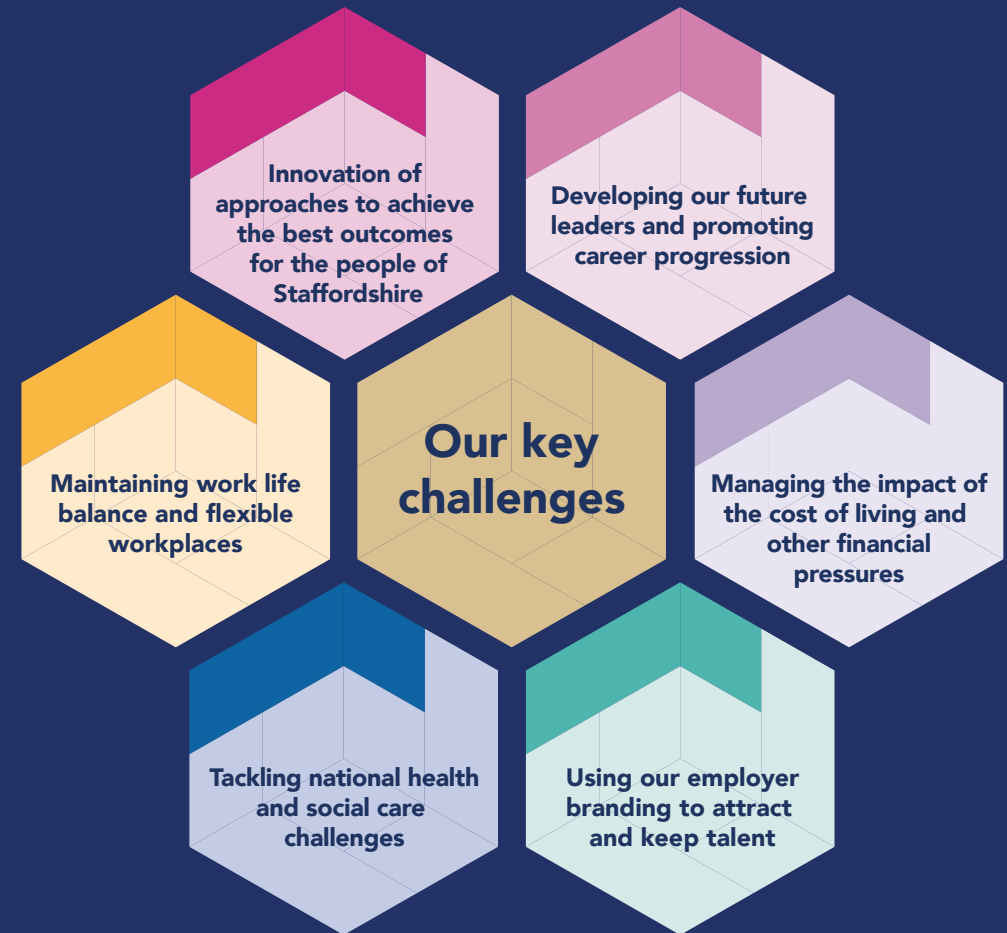 Innovation of
approaches to achieve
the best outcomes
for the people of
Staffordshire
Developing our future
leaders and promoting
career progression
Maintaining work life
balance and flexible
workplaces
Our key
challenges
Managing the impact of
the cost of living and
other financial
pressures
Tackling national health
and social care
challenges
Using our employer
branding to attract
and keep talent